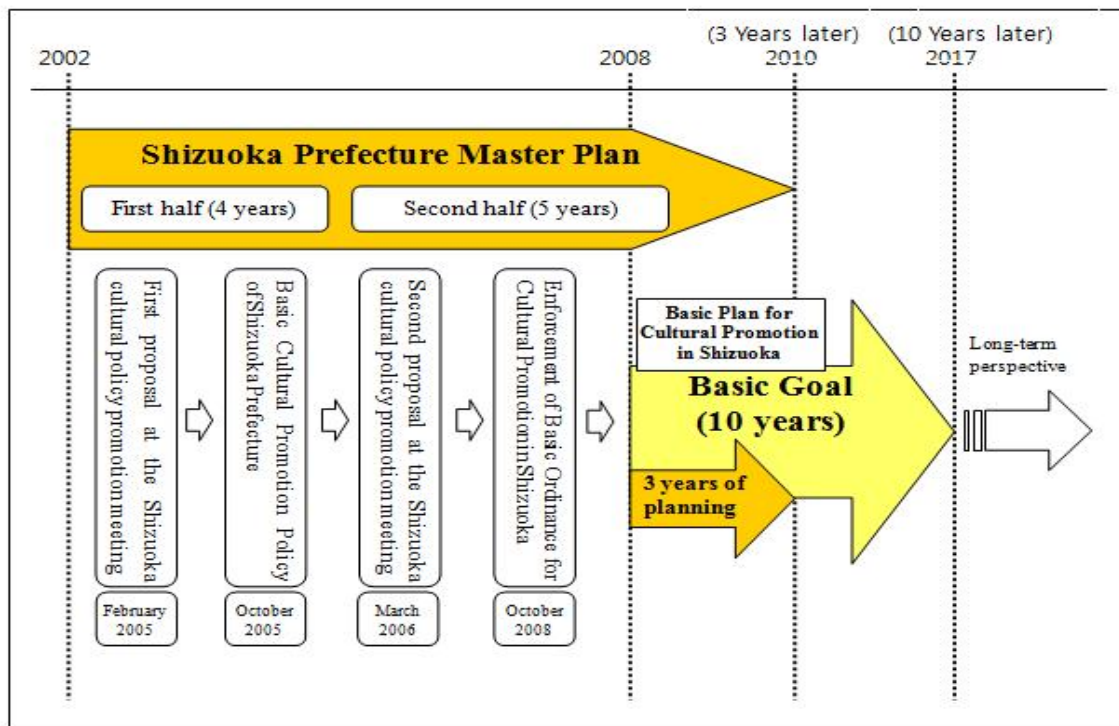 (3 Years later)
(10 Years later)
2002
2008
2010
2017
Shizuoka Prefecture Master Plan
First half (4 years)
Second half (5 years)
First proposal at the Shizuoka
cultural policy promotion meeting
Basic Cultural Promotion Policy
of Shizuoka Prefecture
Second proposal at the Shizuoka
cultural policy promotion meeting
Enforcement of Basic Ordinance for
Cultural Promotion in Shizuoka
February
2005
October
2005
March
2006
October
2008
Basic Plan for
Cultural Promotion
in Shizuoka
Basic Goal
(10 years)
3 years of
planning
Long-term
perspective